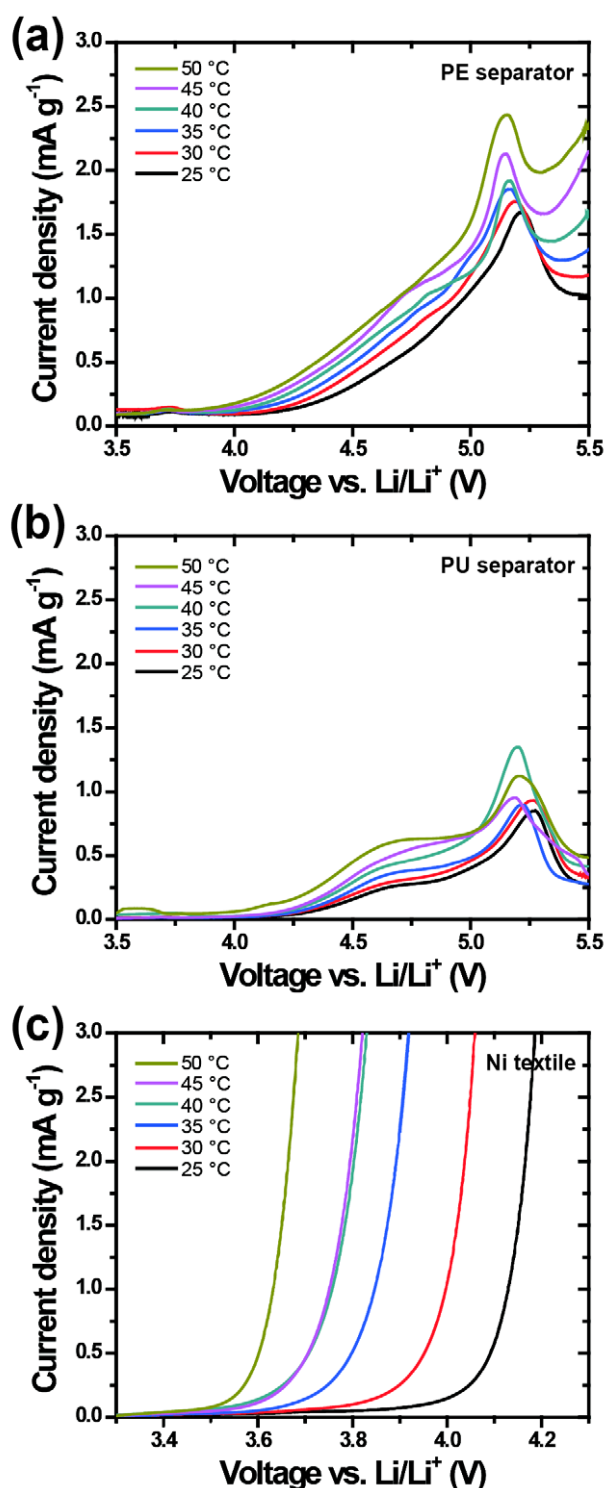 (a)
3.0
50 °C
PE separator
45 °C
2.5
40 °C
35 °C
2.0
30 °C
25 °C
1.5
1.0
0.5
0.0
3.5 4.0 4.5 5.0 5.5
Current density (mA g⁻¹)
Voltage vs. Li/Li⁺ (V)
(b)
3.0
50 °C
PU separator
45 °C
2.5
40 °C
35 °C
2.0
30 °C
25 °C
1.5
1.0
0.5
0.0
3.5 4.0 4.5 5.0 5.5
Current density (mA g⁻¹)
Voltage vs. Li/Li⁺ (V)
(c)
3.0
50 °C
Ni textile
45 °C
2.5
40 °C
35 °C
2.0
30 °C
25 °C
1.5
1.0
0.5
0.0
3.4 3.6 3.8 4.0 4.2
Current density (mA g⁻¹)
Voltage vs. Li/Li⁺ (V)